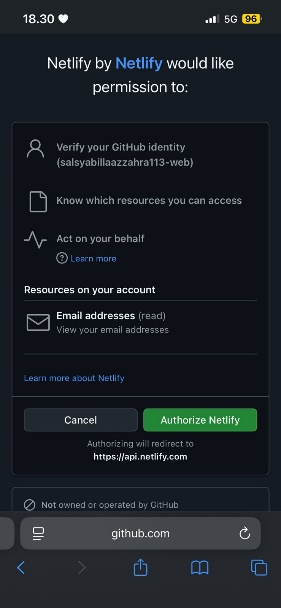 18.30
5G 96
Netlify by Netlify would like
permission to:
Verify your GitHub identity
(salsyabillaazzahra113-web)
Know which resources you can access
Act on your behalf
Learn more
Resources on your account
Email addresses (read)
View your email addresses
Learn more about Netlify
Cancel
Authorize Netlify
Authorizing will redirect to
https://api.netlify.com
Not owned or operated by GitHub
github.com